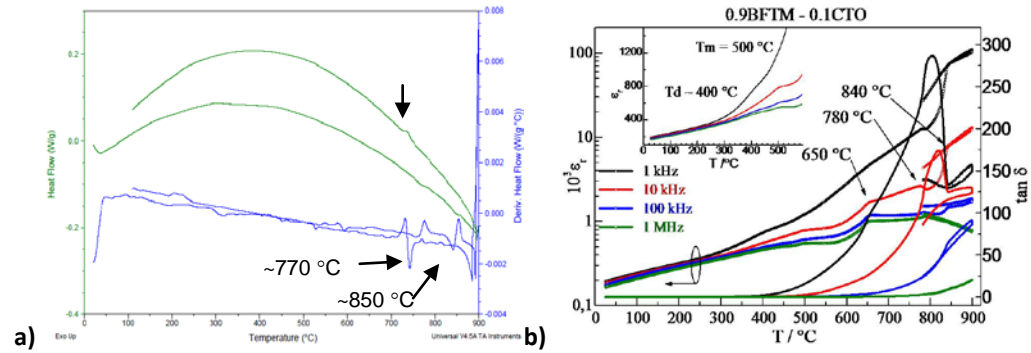 a)
Heat Flow (W/g)
0.2
0.0
-0.2
-0.4
0
100
200
300
400
500
600
700
800
900
Temperature (°C)
Exo Up
Universal V4.5A TA Instruments
~770 °C
~850 °C
0.008
0.006
0.004
0.002
0.000
-0.002
-0.004
Deriv. Heat Flow (W/(g·°C))
b)
0.9BFTM - 0.1CTO
10³εr
100
10
1
0,1
0 100 200 300 400 500 600 700 800 900
T / °C
300
250
200
150
100
50
0
tan δ
εr
1200
800
400
0 100 200 300 400 500
T / °C
Tm = 500 °C
Td ~ 400 °C
840 °C
780 °C
650 °C
1 kHz
10 kHz
100 kHz
1 MHz